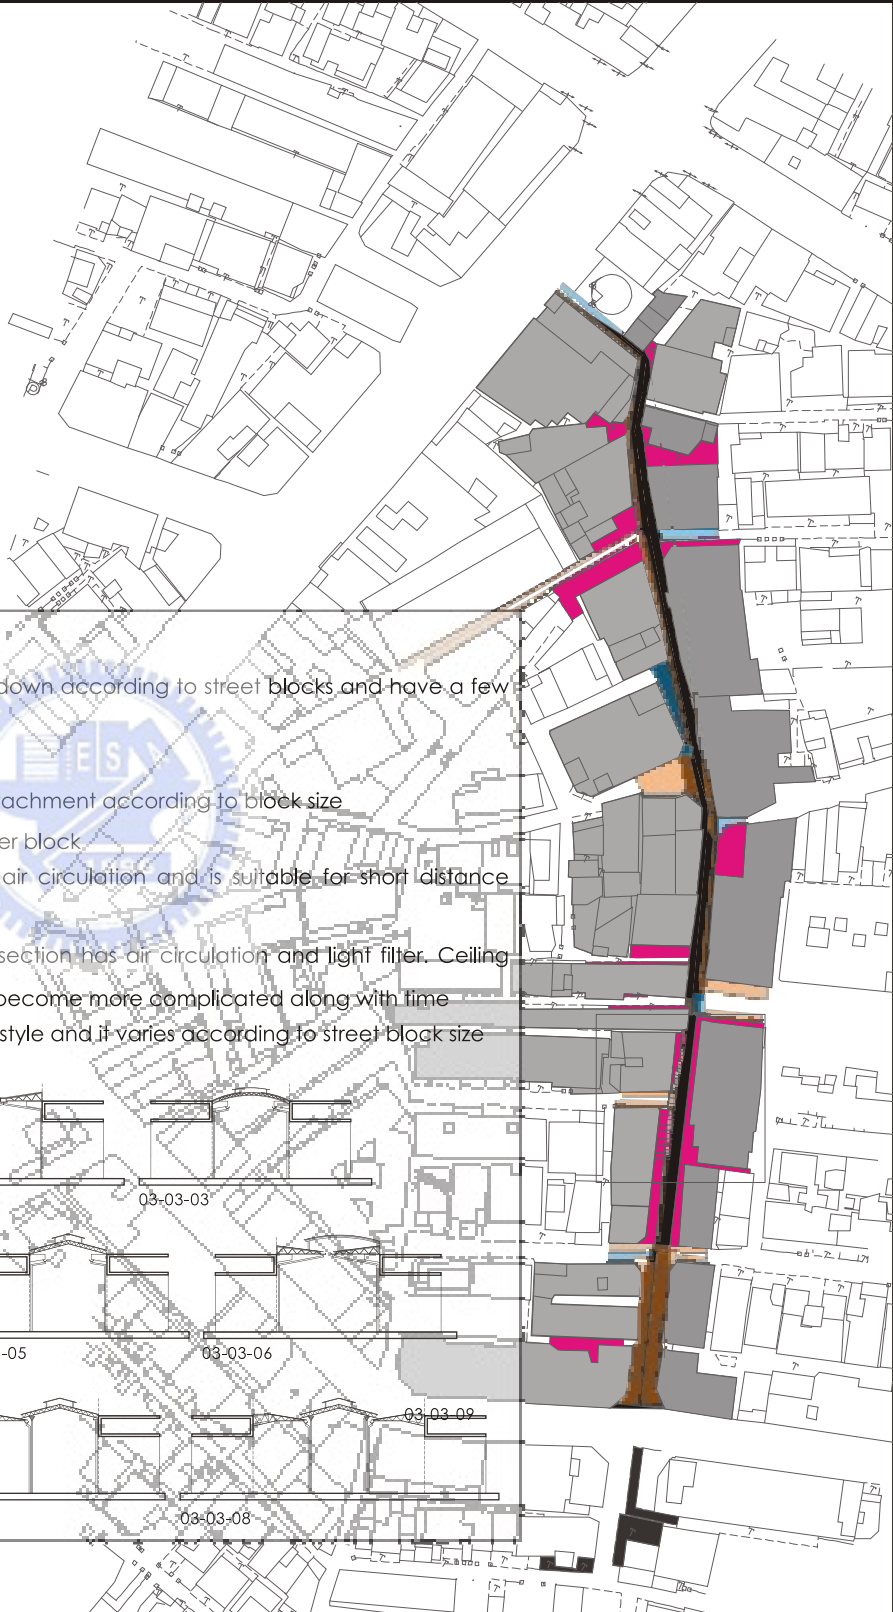 down according to street blocks and have a few
tachment according to block size
er block.
air circulation and is suitable for short distance
section has air circulation and light filter. Ceiling
become more complicated along with time
style and it varies according to street block size
03-03-03
-05
03-03-06
03-03-09
03-03-08